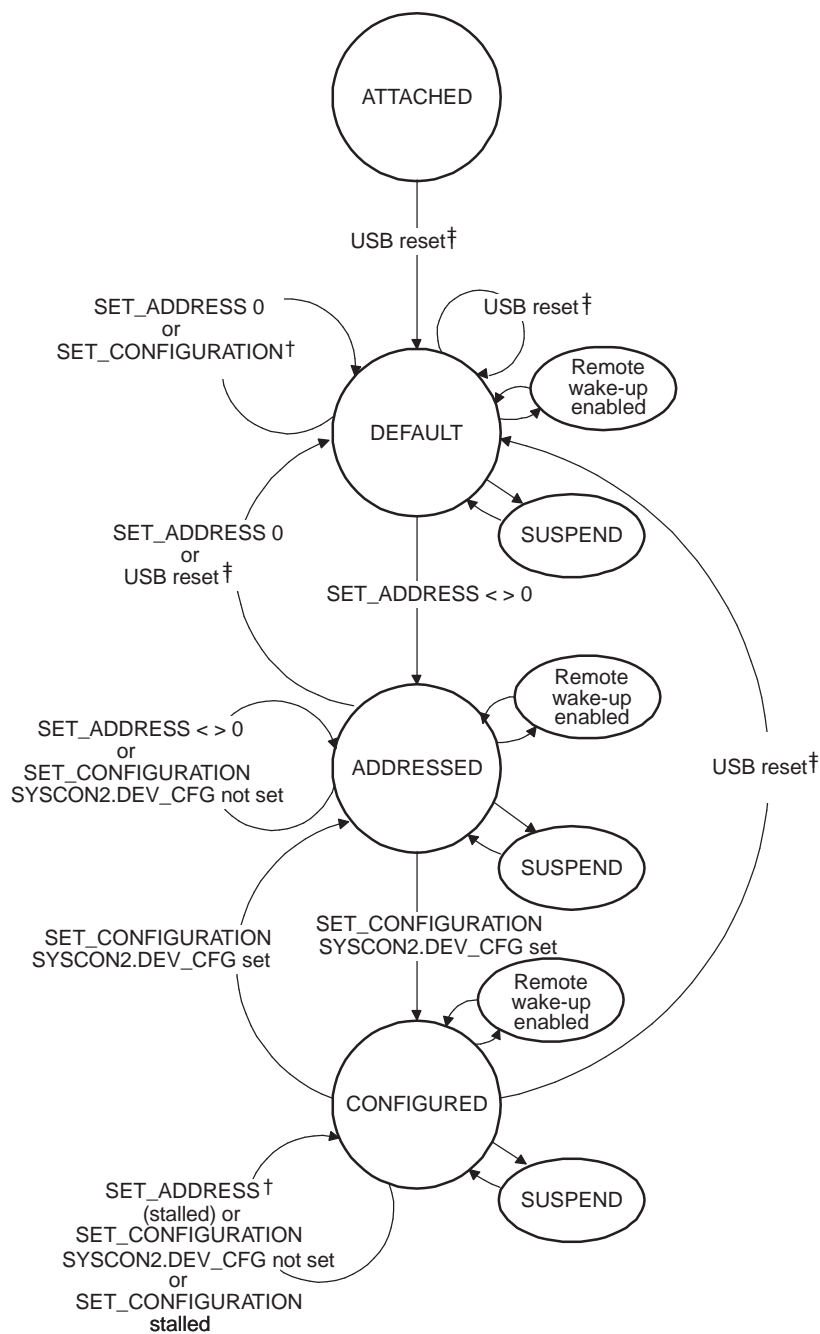 ATTACHED
USB reset‡
SET_ADDRESS 0
or
SET_CONFIGURATION†
USB reset‡
Remote
wake-up
enabled
DEFAULT
SUSPEND
SET_ADDRESS 0
or
USB reset‡
SET_ADDRESS < > 0
Remote
wake-up
enabled
SET_ADDRESS < > 0
or
SET_CONFIGURATION
SYSCON2.DEV_CFG not set
ADDRESSED
USB reset‡
SUSPEND
SET_CONFIGURATION
SYSCON2.DEV_CFG set
SET_CONFIGURATION
SYSCON2.DEV_CFG set
Remote
wake-up
enabled
CONFIGURED
SUSPEND
SET_ADDRESS†
(stalled) or
SET_CONFIGURATION
SYSCON2.DEV_CFG not set
or
SET_CONFIGURATION
stalled